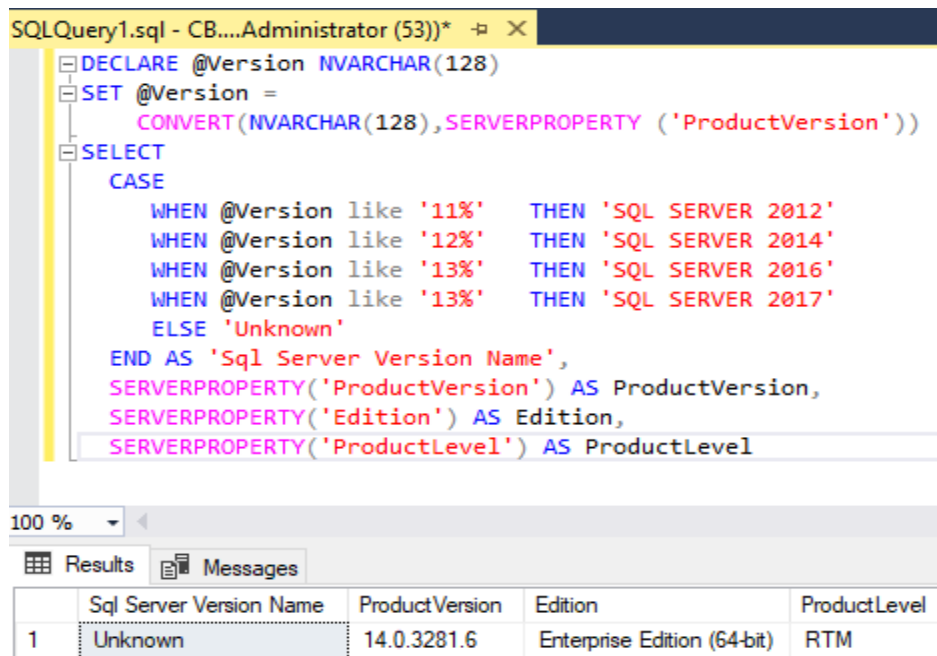 SQLQuery1.sql - CB....Administrator (53))*
DECLARE @Version NVARCHAR(128)
SET @Version =
CONVERT(NVARCHAR(128),SERVERPROPERTY ('ProductVersion'))
SELECT
CASE
WHEN @Version like '11%' THEN 'SQL SERVER 2012'
WHEN @Version like '12%' THEN 'SQL SERVER 2014'
WHEN @Version like '13%' THEN 'SQL SERVER 2016'
WHEN @Version like '13%' THEN 'SQL SERVER 2017'
ELSE 'Unknown'
END AS 'Sql Server Version Name',
SERVERPROPERTY('ProductVersion') AS ProductVersion,
SERVERPROPERTY('Edition') AS Edition,
SERVERPROPERTY('ProductLevel') AS ProductLevel
100 %
Results Messages
Sql Server Version Name ProductVersion Edition ProductLevel
1 Unknown 14.0.3281.6 Enterprise Edition (64-bit) RTM